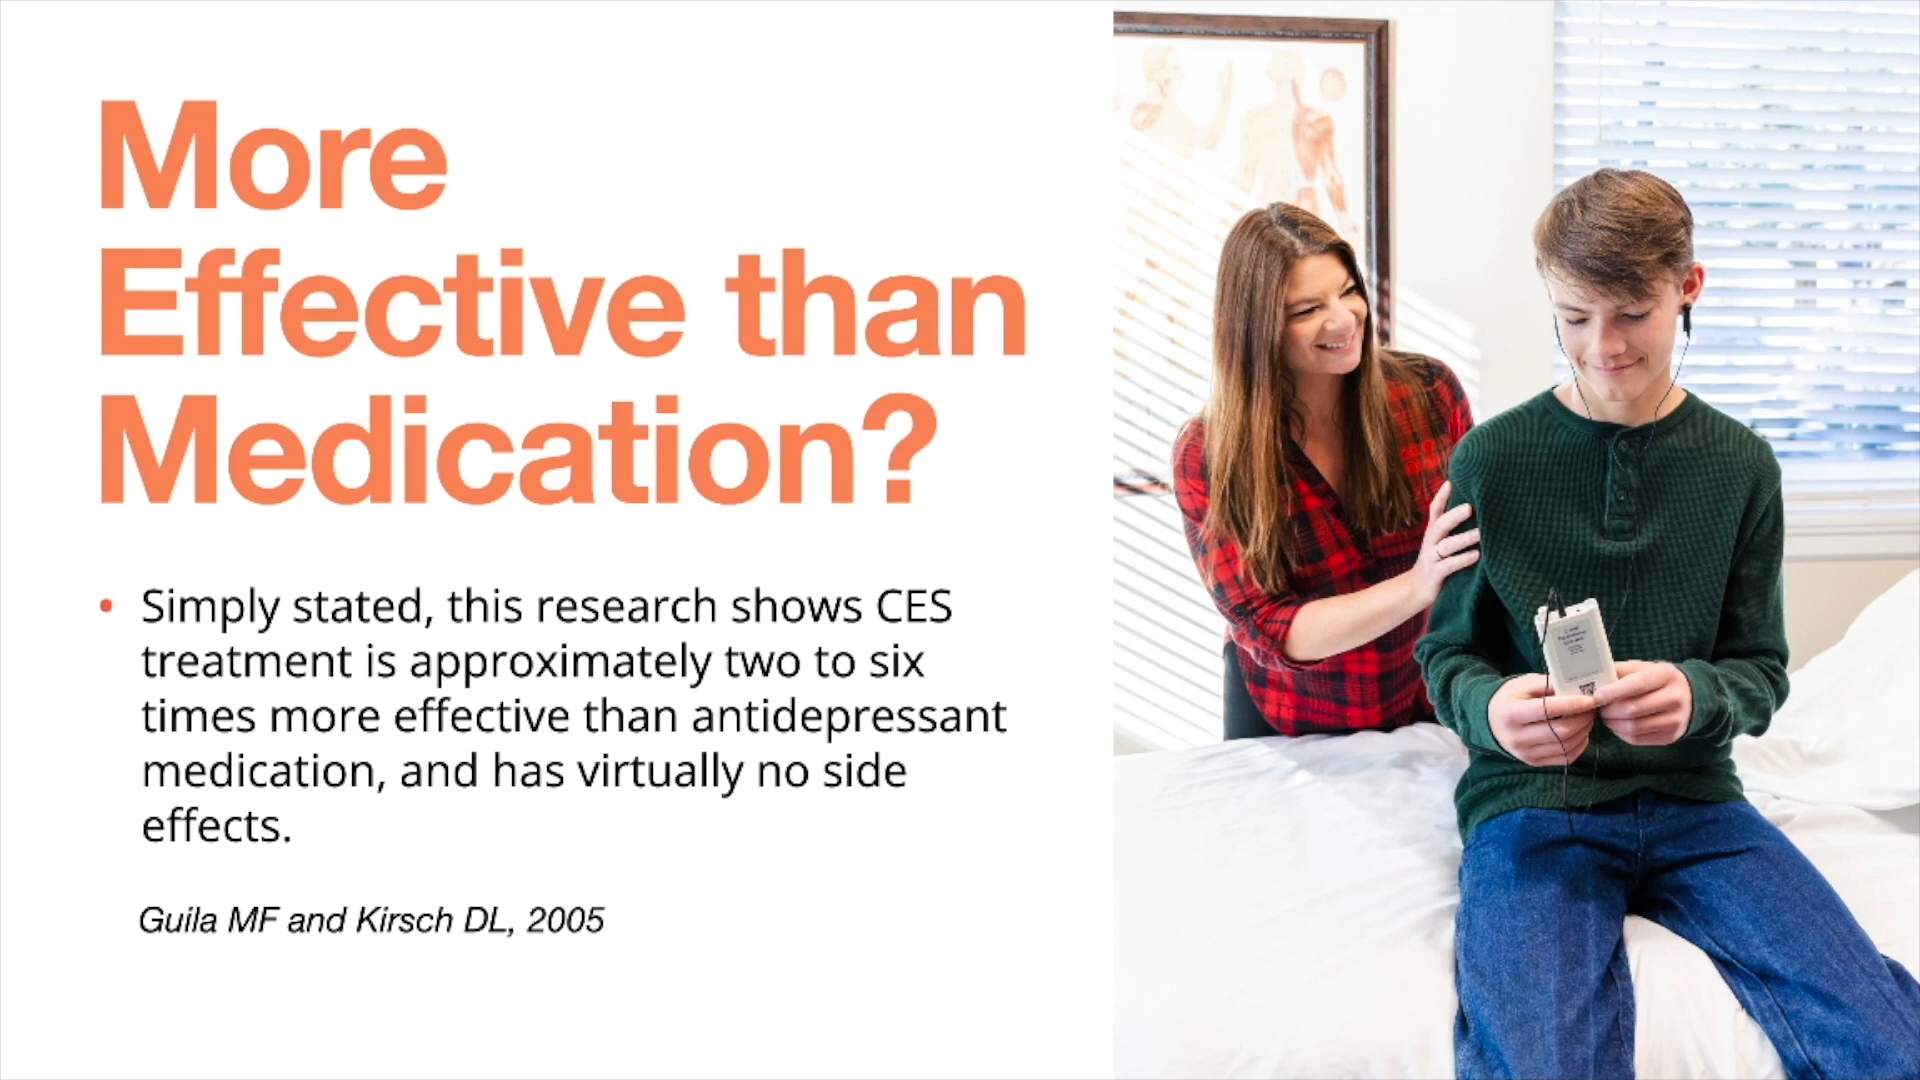 More
Effective than
Medication?
• Simply stated, this research shows CES
treatment is approximately two to six
times more effective than antidepressant
medication, and has virtually no side
effects.
Guila MF and Kirsch DL, 2005